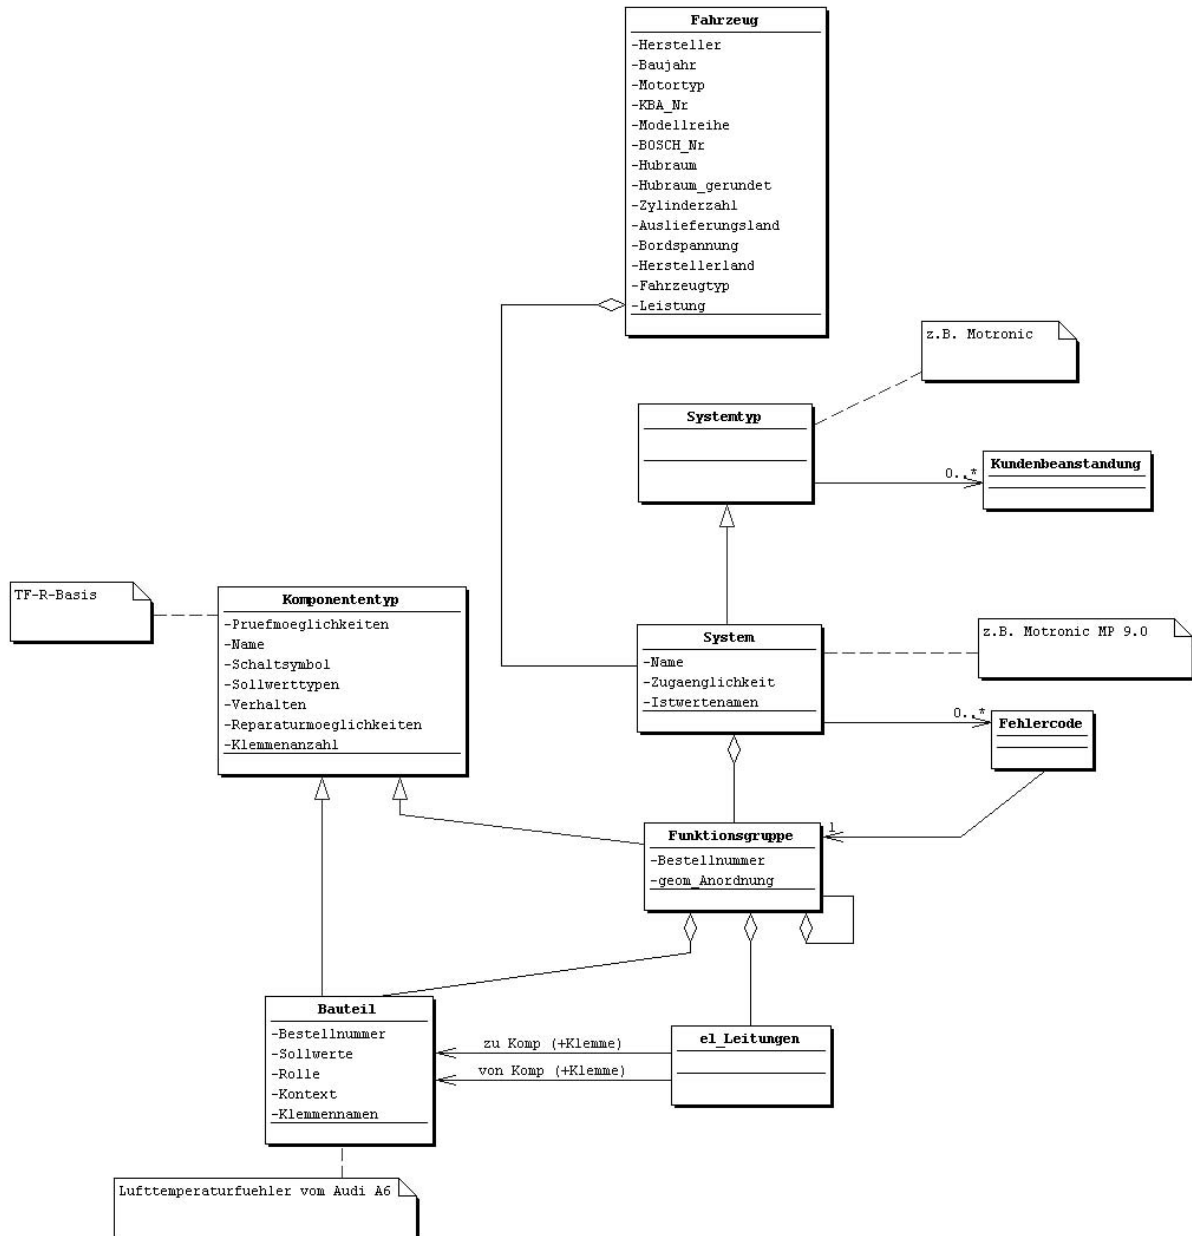 Fahrzeug
-Hersteller
-Baujahr
-Motortyp
-KBA_Nr
-Modellreihe
-BOSCH_Nr
-Hubraum
-Hubraum_gerundet
-Zylinderzahl
-Auslieferungsland
-Bordspannung
-Herstellerland
-Fahrzeugtyp
-Leistung
z.B. Motronic
Systemtyp
0..*
Kundenbeanstandung
TF-R-Basis
Komponententyp
-Pruefmoeglichkeiten
-Name
-Schaltsymbol
-Sollwerttypen
-Verhalten
-Reparaturmoeglichkeiten
-Klemmenanzahl
System
-Name
-Zugaenglichkeit
-Istwertenamen
z.B. Motronic MP 9.0
0..*
Fehlercode
Funktionsgruppe
-Bestellnummer
-geom_Anordnung
1
Bauteil
-Bestellnummer
-Sollwerte
-Rolle
-Kontext
-Klemmennamen
zu Komp (+Klemme)
von Komp (+Klemme)
el_Leitungen
Lufttemperaturfuehler vom Audi A6